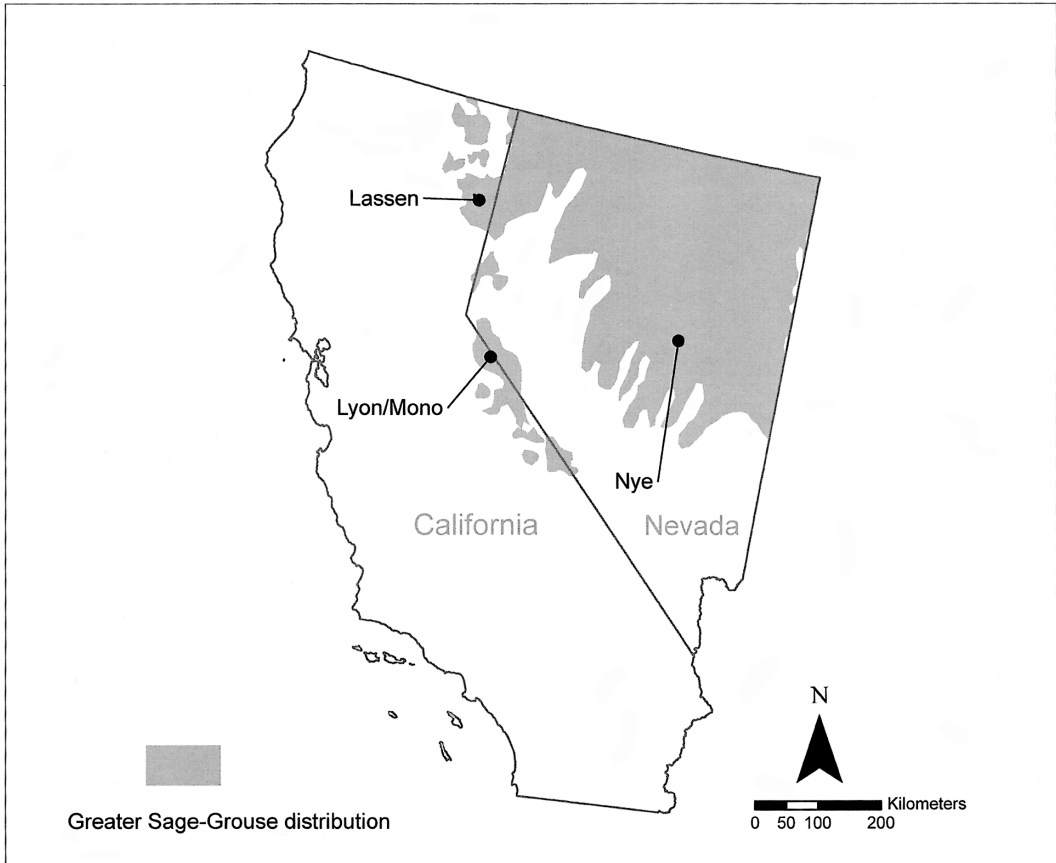 Lassen
Lyon/Mono
Nye
California
Nevada
N
Kilometers
0 50 100 200
Greater Sage-Grouse distribution